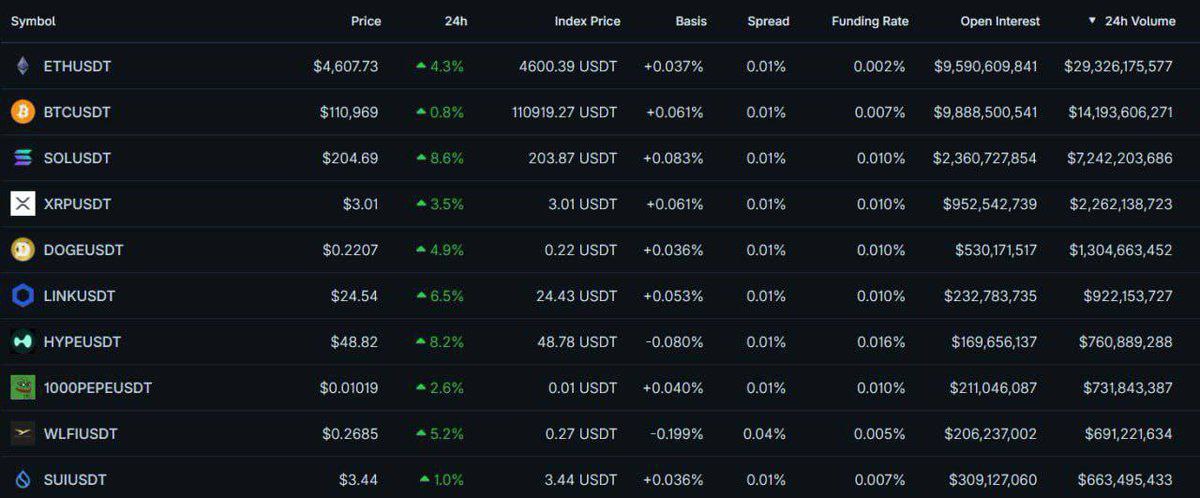 Symbol Price 24h Index Price Basis Spread Funding Rate Open Interest ▼ 24h Volume
ETHUSDT $4,607.73 4.3% 4600.39 USDT +0.037% 0.01% 0.002% $9,590,609,841 $29,326,175,577
BTCUSDT $110,969 0.8% 110919.27 USDT +0.061% 0.01% 0.007% $9,888,500,541 $14,193,606,271
SOLUSDT $204.69 8.6% 203.87 USDT +0.083% 0.01% 0.010% $2,360,727,854 $7,242,203,686
XRPUSDT $3.01 3.5% 3.01 USDT +0.061% 0.01% 0.010% $952,542,739 $2,262,138,723
DOGEUSDT $0.2207 4.9% 0.22 USDT +0.036% 0.01% 0.010% $530,171,517 $1,304,663,452
LINKUSDT $24.54 6.5% 24.43 USDT +0.053% 0.01% 0.010% $232,783,735 $922,153,727
HYPEUSDT $48.82 8.2% 48.78 USDT -0.080% 0.01% 0.016% $169,656,137 $760,889,288
1000PEPEUSDT $0.01019 2.6% 0.01 USDT +0.040% 0.01% 0.010% $211,046,087 $731,843,387
WLFIUSDT $0.2685 5.2% 0.27 USDT -0.199% 0.04% 0.005% $206,237,002 $691,221,634
SUIUSDT $3.44 1.0% 3.44 USDT +0.036% 0.01% 0.007% $309,127,060 $663,495,433